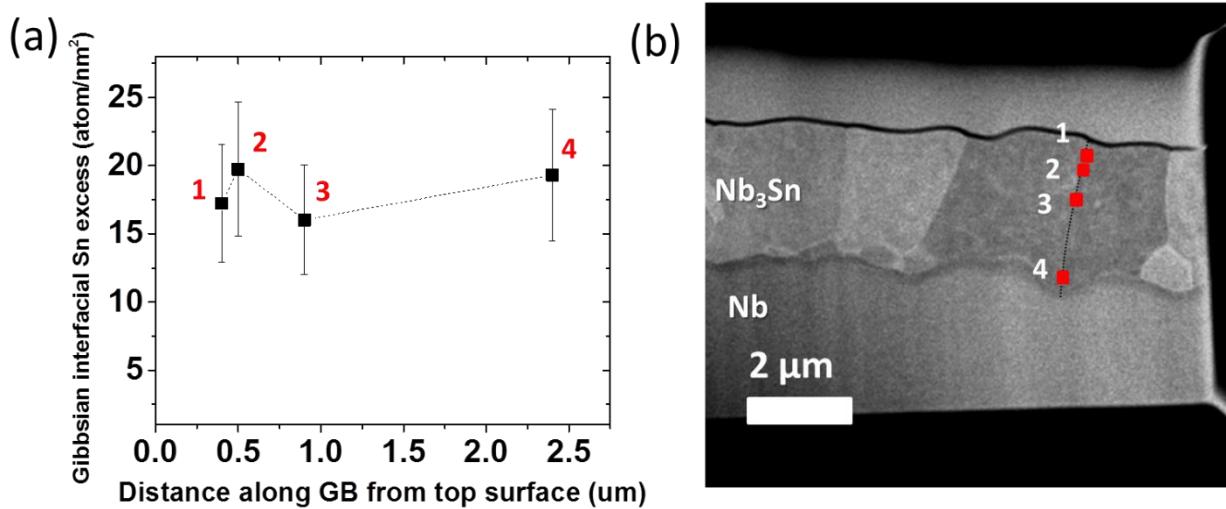 (a)
Gibbsian interfacial Sn excess (atom/nm²)
25
20
15
10
5
0.0 0.5 1.0 1.5 2.0 2.5
Distance along GB from top surface (um)
1
2
3
4
(b)
1
2
3
4
Nb₃Sn
Nb
2 μm